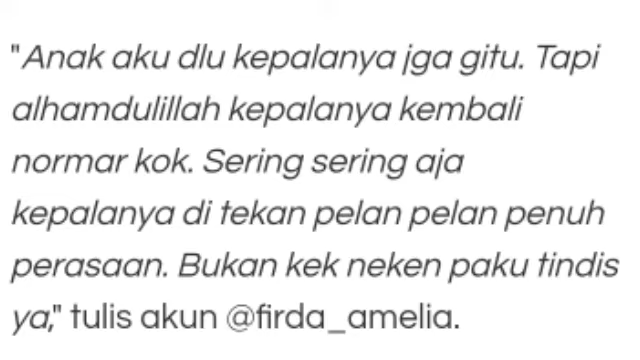 "Anak aku dlu kepalanya jga gitu. Tapi
alhamdulillah kepalanya kembali
normar kok. Sering sering aja
kepalanya di tekan pelan pelan penuh
perasaan. Bukan kek neken paku tindis
ya," tulis akun @firda_amelia.